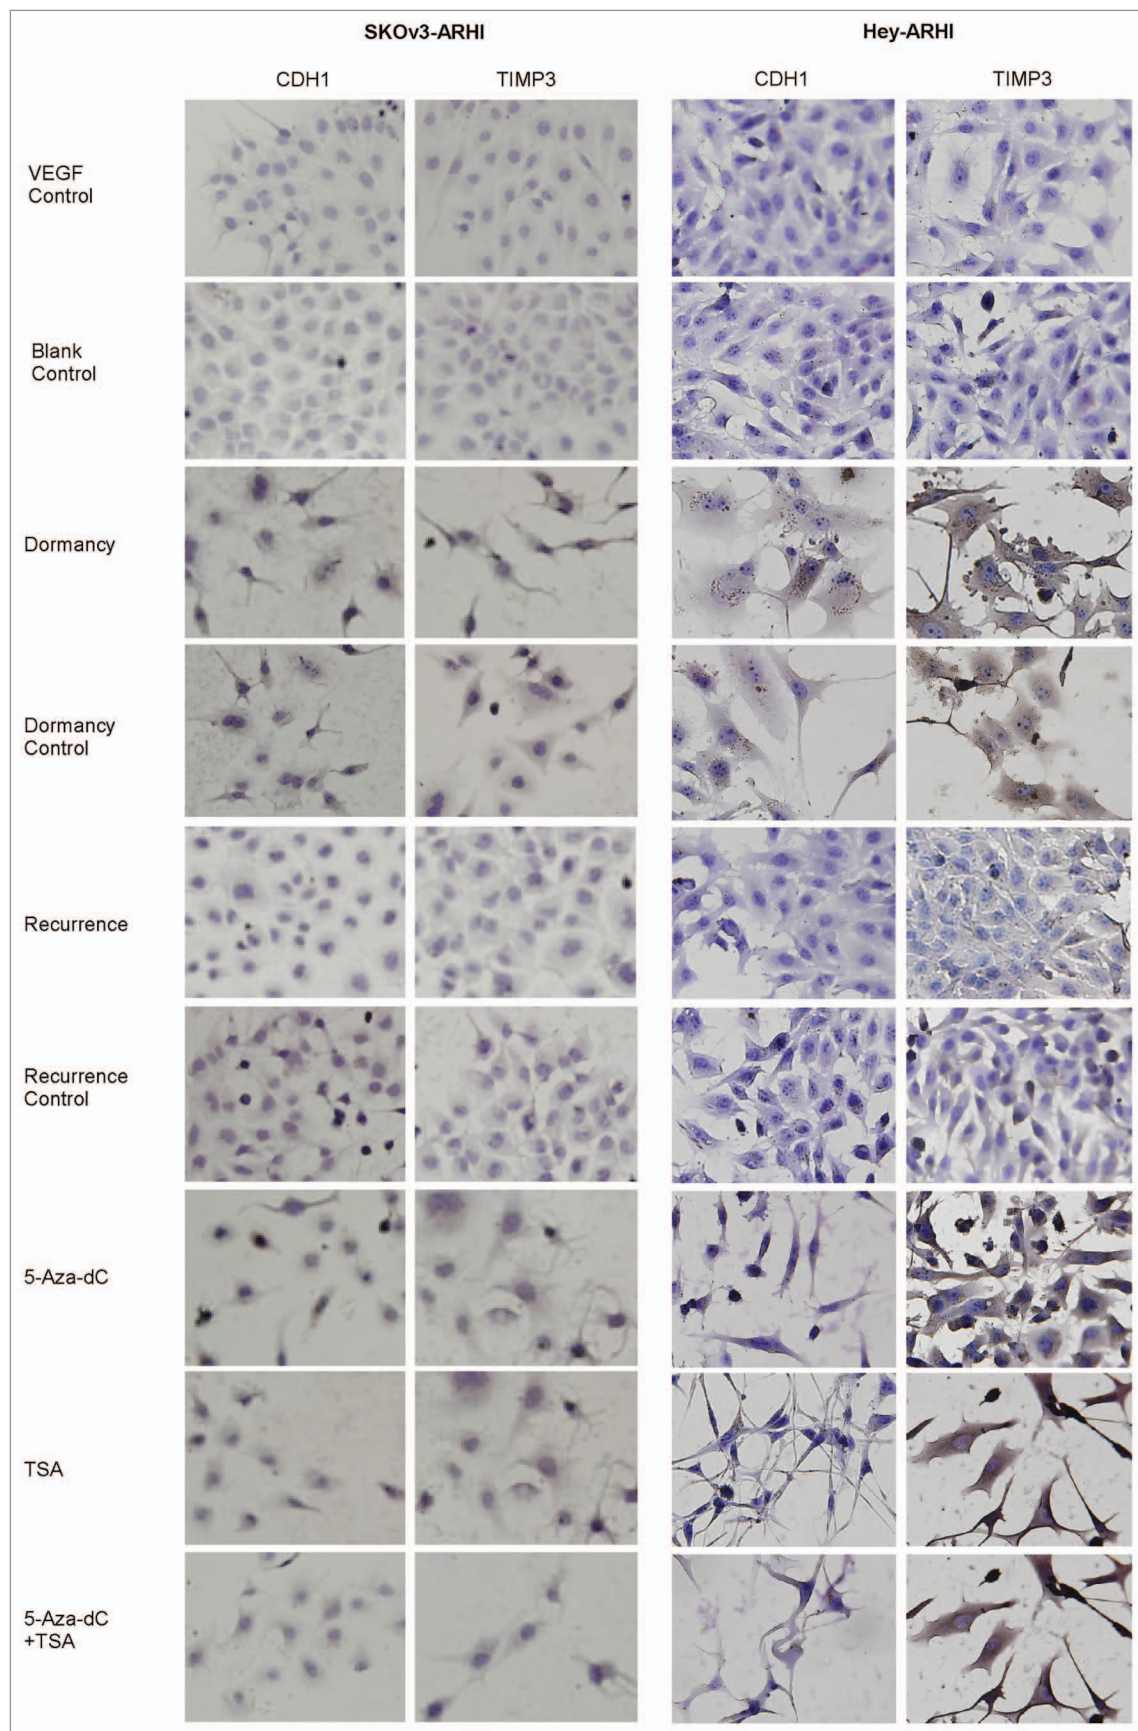 SKOv3-ARHI Hey-ARHI
CDH1 TIMP3 CDH1 TIMP3
VEGF
Control
Blank
Control
Dormancy
Dormancy
Control
Recurrence
Recurrence
Control
5-Aza-dC
TSA
5-Aza-dC
+TSA